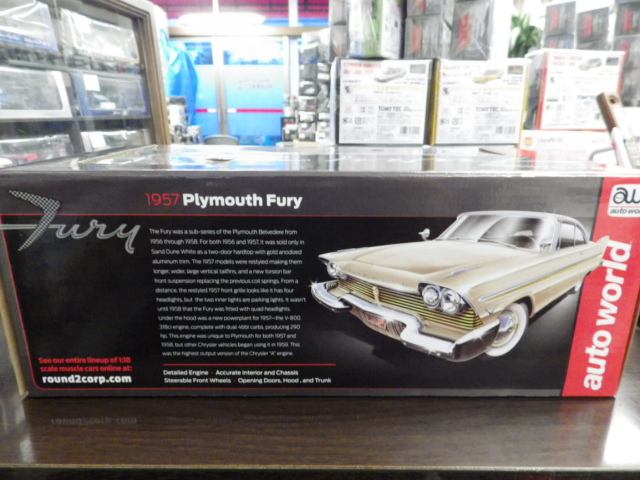 TOMYTEC
TOMYTEC
1957 Plymouth Fury
Fury
The Fury was a sub-series of the Plymouth Belvedere from
1956 through 1958. For both 1956 and 1957, it was sold only in
Sand Dune White as a two-door hardtop with gold anodized
aluminum trim. The 1957 models were restyled making them
longer, wider, large vertical tailfins, and a new torsion bar
front suspension replacing the previous coil springs. From a
distance, the restyled 1957 front grille looks like it has four
headlights, but the two inner lights are parking lights. It wasn't
until 1958 that the Fury was fitted with quad headlights.
Under the hood was a new powerplant for 1957—the V-800
318ci engine, complete with dual 4bbl carbs, producing 290
hp. This engine was unique to Plymouth for both 1957 and
1958, but other Chrysler vehicles began using it in 1959. This
was the highest output version of the Chrysler "A" engine.
Detailed Engine · Accurate Interior and Chassis
Steerable Front Wheels · Opening Doors, Hood, and Trunk
See our entire lineup of 1:18
scale muscle cars online at:
round2corp.com
aw
auto world
auto world